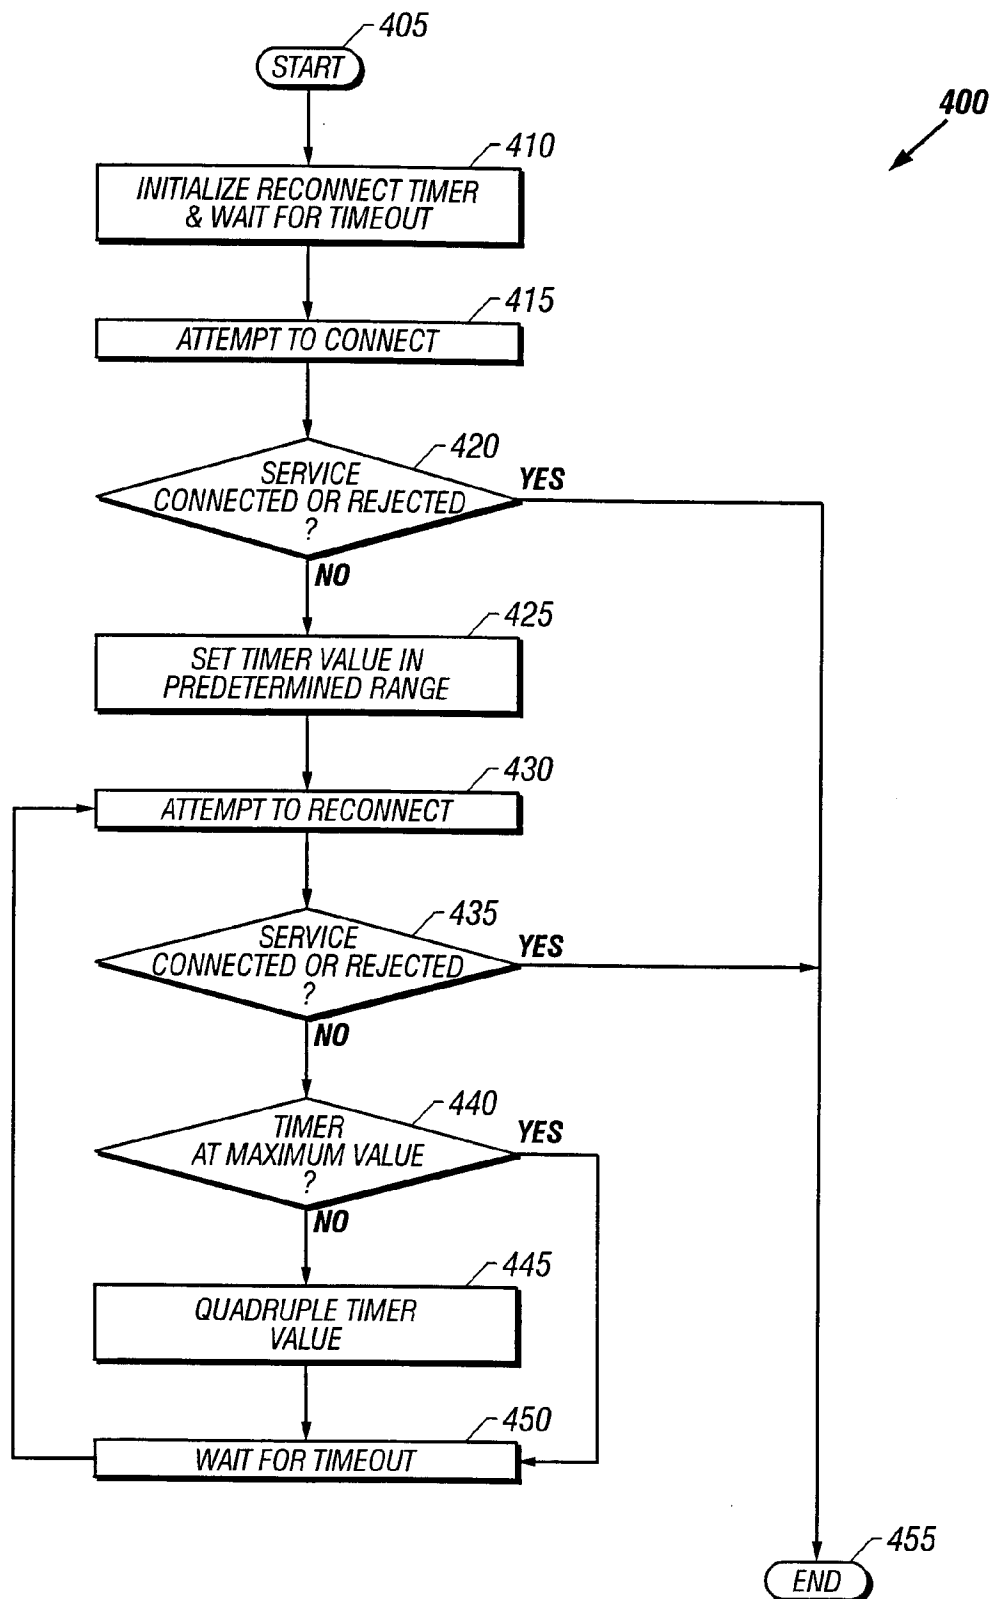 405
START
400
410
INITIALIZE RECONNECT TIMER
& WAIT FOR TIMEOUT
415
ATTEMPT TO CONNECT
420
SERVICE
CONNECTED OR REJECTED
?
YES
NO
425
SET TIMER VALUE IN
PREDETERMINED RANGE
430
ATTEMPT TO RECONNECT
435
SERVICE
CONNECTED OR REJECTED
?
YES
NO
440
TIMER
AT MAXIMUM VALUE
?
YES
NO
445
QUADRUPLE TIMER
VALUE
450
WAIT FOR TIMEOUT
455
END